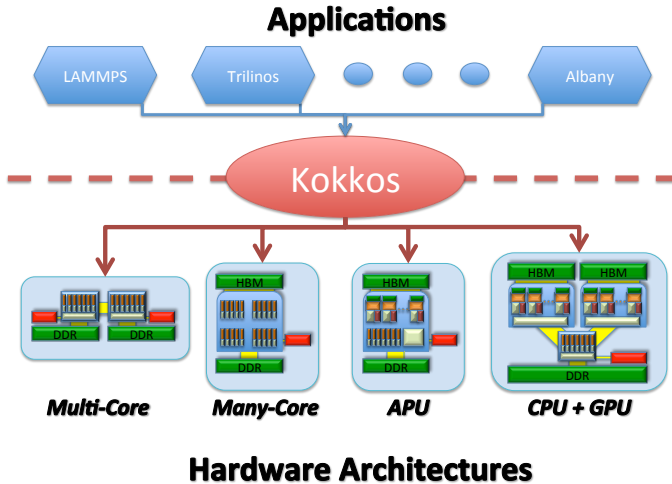 Applications
LAMMPS Trilinos Albany
Kokkos
HBM HBM HBM HBM
DDR DDR DDR DDR DDR
Multi-Core Many-Core APU CPU + GPU
Hardware Architectures